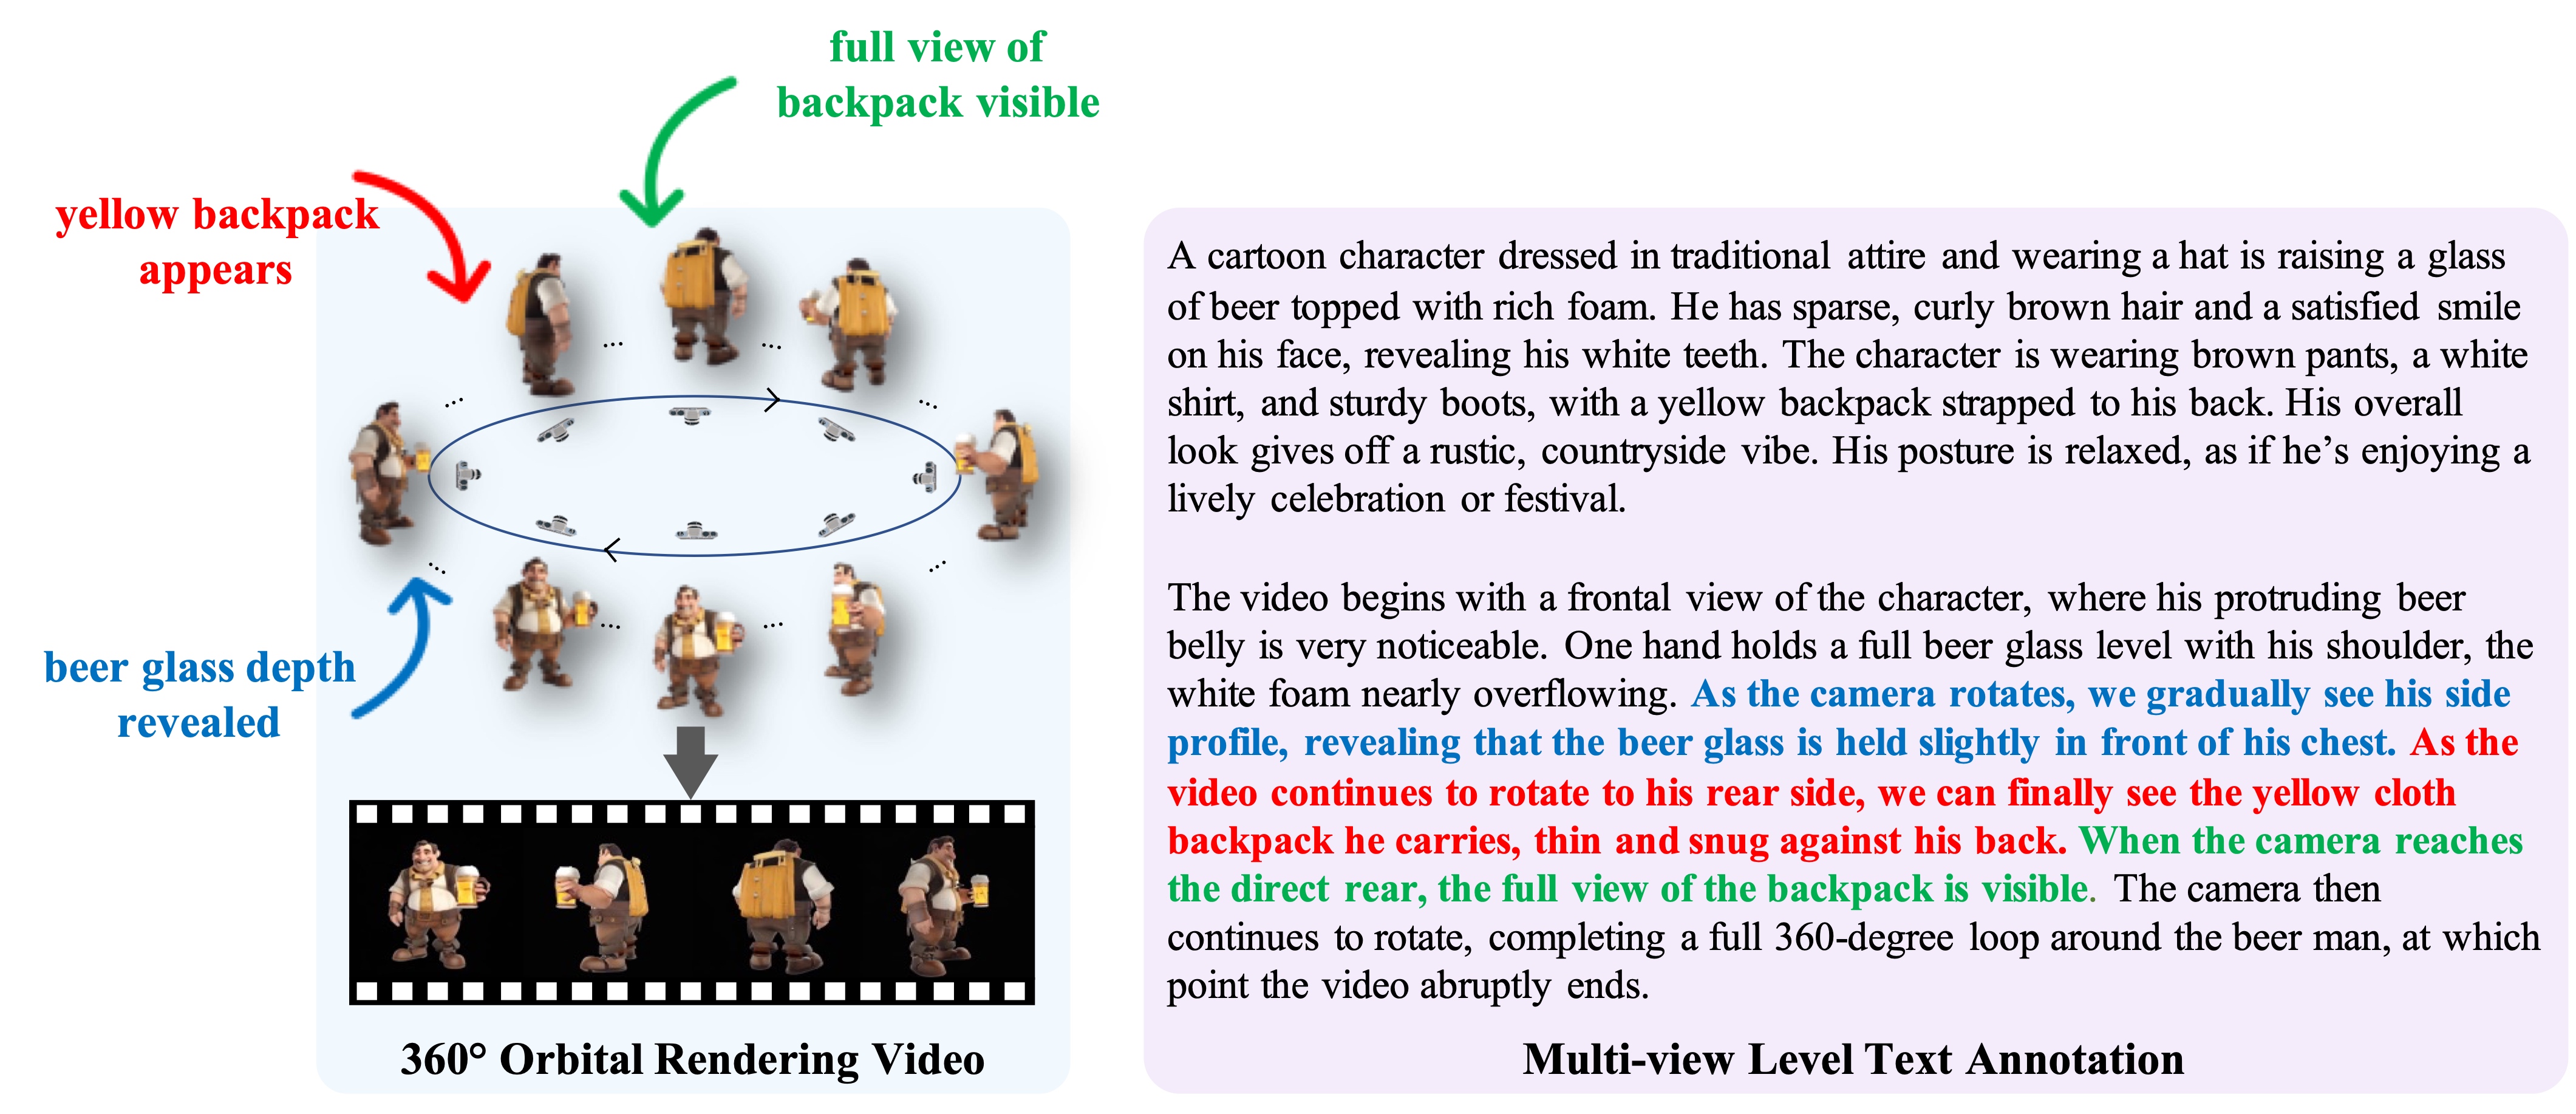 full view of
backpack visible
yellow backpack
appears
beer glass depth
revealed
...
...
...
...
...
...
...
...
360° Orbital Rendering Video
A cartoon character dressed in traditional attire and wearing a hat is raising a glass
of beer topped with rich foam. He has sparse, curly brown hair and a satisfied smile
on his face, revealing his white teeth. The character is wearing brown pants, a white
shirt, and sturdy boots, with a yellow backpack strapped to his back. His overall
look gives off a rustic, countryside vibe. His posture is relaxed, as if he’s enjoying a
lively celebration or festival.
The video begins with a frontal view of the character, where his protruding beer
belly is very noticeable. One hand holds a full beer glass level with his shoulder, the
white foam nearly overflowing. As the camera rotates, we gradually see his side
profile, revealing that the beer glass is held slightly in front of his chest. As the
video continues to rotate to his rear side, we can finally see the yellow cloth
backpack he carries, thin and snug against his back. When the camera reaches
the direct rear, the full view of the backpack is visible. The camera then
continues to rotate, completing a full 360-degree loop around the beer man, at which
point the video abruptly ends.
Multi-view Level Text Annotation